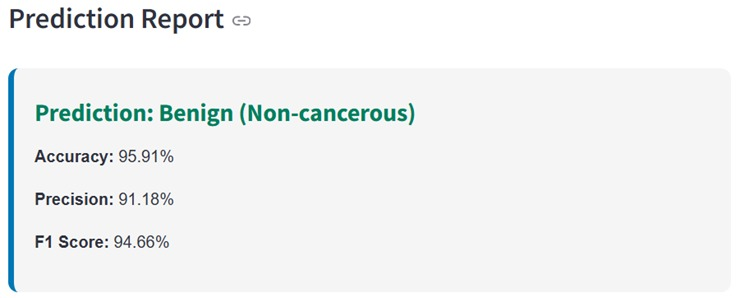 Prediction Report
Prediction: Benign (Non-cancerous)
Accuracy: 95.91%
Precision: 91.18%
F1 Score: 94.66%